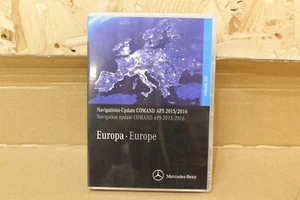 Navigations-Update COMAND APS 2015/2016
Navigation update COMAND APS 2015/2016
Europa · Europe
Mercedes-Benz